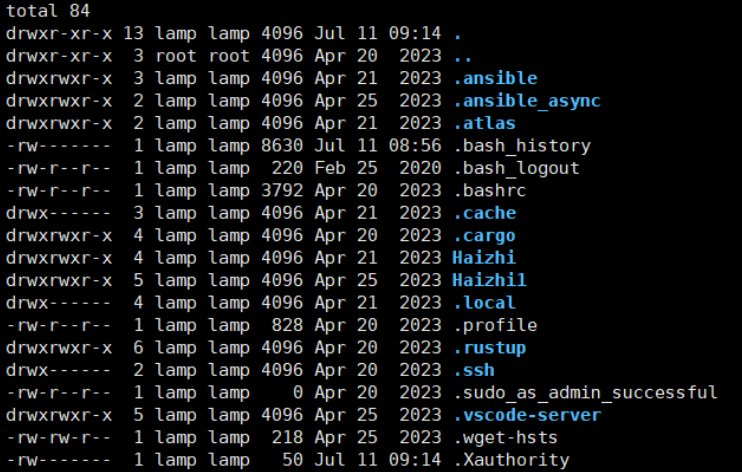 total 84
drwxr-xr-x 13 lamp lamp 4096 Jul 11 09:14 .
drwxr-xr-x  3 root root 4096 Apr 20  2023 ..
drwxrwxr-x  3 lamp lamp 4096 Apr 21  2023 .ansible
drwxrwxr-x  2 lamp lamp 4096 Apr 25  2023 .ansible_async
drwxrwxr-x  2 lamp lamp 4096 Apr 21  2023 .atlas
-rw-------  1 lamp lamp 8630 Jul 11 08:56 .bash_history
-rw-r--r--  1 lamp lamp  220 Feb 25  2020 .bash_logout
-rw-r--r--  1 lamp lamp 3792 Apr 20  2023 .bashrc
drwx------  3 lamp lamp 4096 Apr 21  2023 .cache
drwxrwxr-x  4 lamp lamp 4096 Apr 20  2023 .cargo
drwxrwxr-x  4 lamp lamp 4096 Apr 21  2023 Haizhi
drwxrwxr-x  5 lamp lamp 4096 Apr 25  2023 Haizhi1
drwx------  4 lamp lamp 4096 Apr 21  2023 .local
-rw-r--r--  1 lamp lamp  828 Apr 20  2023 .profile
drwxrwxr-x  6 lamp lamp 4096 Apr 20  2023 .rustup
drwx------  2 lamp lamp 4096 Apr 20  2023 .ssh
-rw-r--r--  1 lamp lamp    0 Apr 20  2023 .sudo_as_admin_successful
drwxrwxr-x  5 lamp lamp 4096 Apr 25  2023 .vscode-server
-rw-rw-r--  1 lamp lamp  218 Apr 25  2023 .wget-hsts
-rw-------  1 lamp lamp   50 Jul 11 09:14 .Xauthority